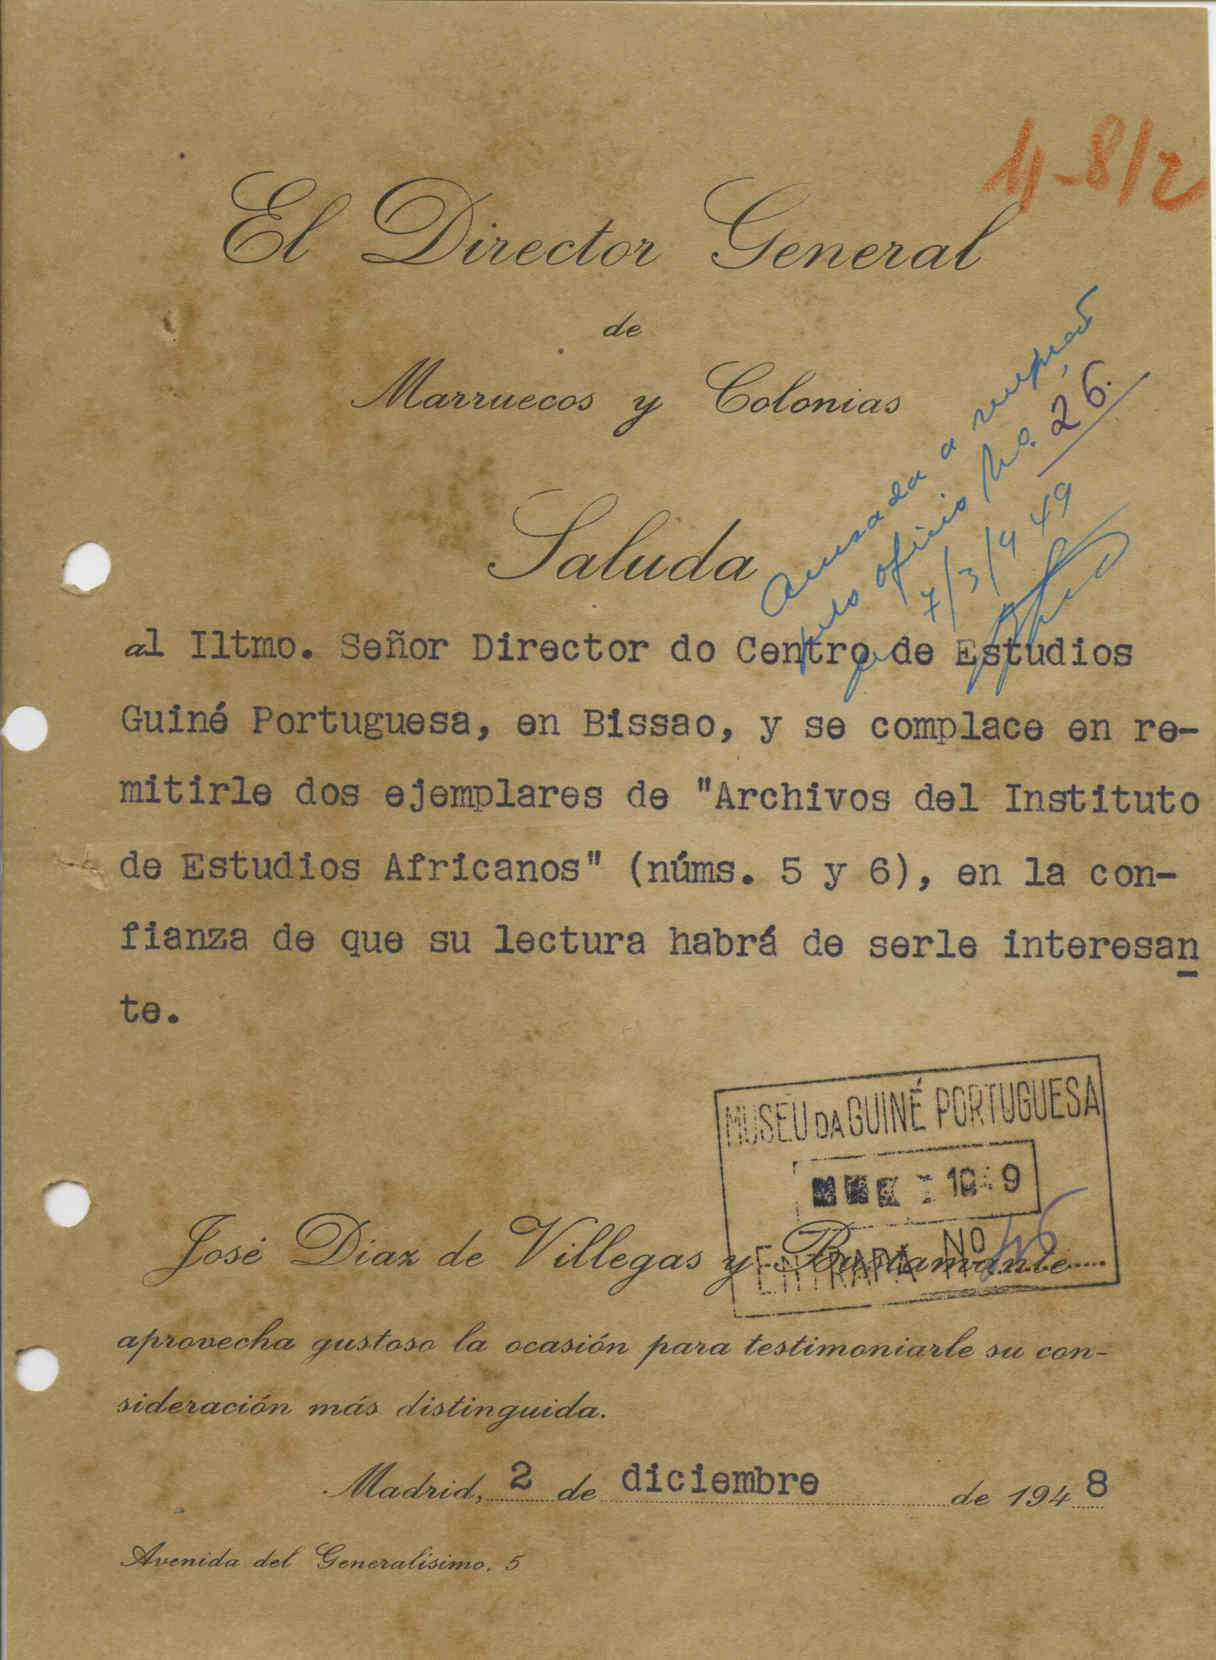 11-8/2
El Director General
de
Marruecos y Colonias
Saluda
acusada a recepção
pelo ofício No. 26.
7/3/949
al Iltmo. Señor Director do Centro de Estudios
Guiné Portuguesa, en Bissao, y se complace en re-
mitirle dos ejemplares de "Archivos del Instituto
de Estudios Africanos" (núms. 5 y 6), en la con-
fianza de que su lectura habrá de serle interesan
te.
MUSEU DA GUINÉ PORTUGUESA
ENTRADA Nº
José Diaz de Villegas y Bustamante
aprovecha gustoso la ocasión para testimoniarle su con-
sideración más distinguida.
Madrid, 2 de diciembre de 1948
Avenida del Generalísimo, 5